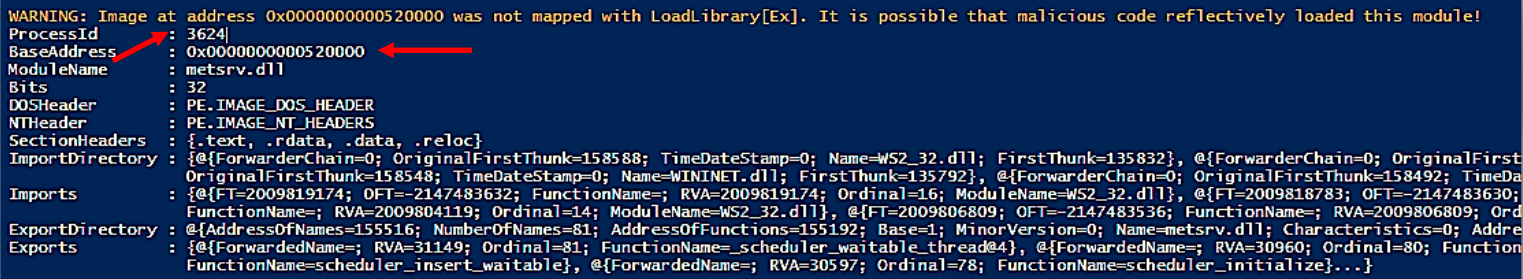 WARNING: Image at address 0x0000000000520000 was not mapped with LoadLibrary[Ex]. It is possible that malicious code reflectively loaded this module!
ProcessId : 3624
BaseAddress : 0x0000000000520000
ModuleName : metsrv.dll
Bits : 32
DOSHeader : PE.IMAGE_DOS_HEADER
NTHeader : PE.IMAGE_NT_HEADERS
SectionHeaders : {.text, .rdata, .data, .reloc}
ImportDirectory : {@{ForwarderChain=0; OriginalFirstThunk=158588; TimeDateStamp=0; Name=WS2_32.dll; FirstThunk=135832}, @{ForwarderChain=0; OriginalFirst
OriginalFirstThunk=158548; TimeDateStamp=0; Name=WININET.dll; FirstThunk=135792}, @{ForwarderChain=0; OriginalFirstThunk=158492; TimeDa
Imports : {@{FT=2009819174; OFT=-2147483632; FunctionName=; RVA=2009819174; Ordinal=16; ModuleName=WS2_32.dll}, @{FT=2009818783; OFT=-2147483630;
FunctionName=; RVA=2009804119; Ordinal=14; ModuleName=WS2_32.dll}, @{FT=2009806809; OFT=-2147483536; FunctionName=; RVA=2009806809; Ord
ExportDirectory : @{AddressOfNames=155516; NumberOfNames=81; AddressOfFunctions=155192; Base=1; MinorVersion=0; Name=metsrv.dll; Characteristics=0; Addre
Exports : {@{ForwardedName=; RVA=31149; Ordinal=81; FunctionName=_scheduler_waitable_thread@4}, @{ForwardedName=; RVA=30960; Ordinal=80; Function
FunctionName=scheduler_insert_waitable}, @{ForwardedName=; RVA=30597; Ordinal=78; FunctionName=scheduler_initialize}...}